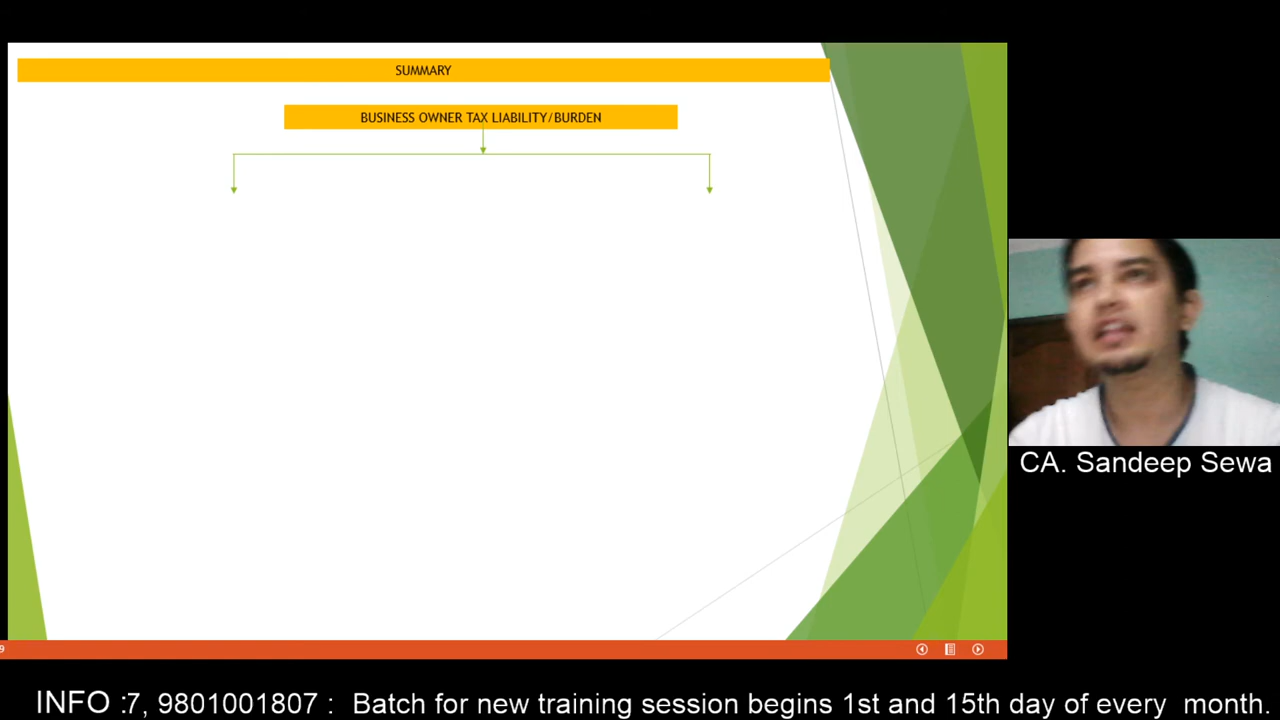 SUMMARY
BUSINESS OWNER TAX LIABILITY/BURDEN
CA. Sandeep Sewa
9
INFO :7, 9801001807 : Batch for new training session begins 1st and 15th day of every month.